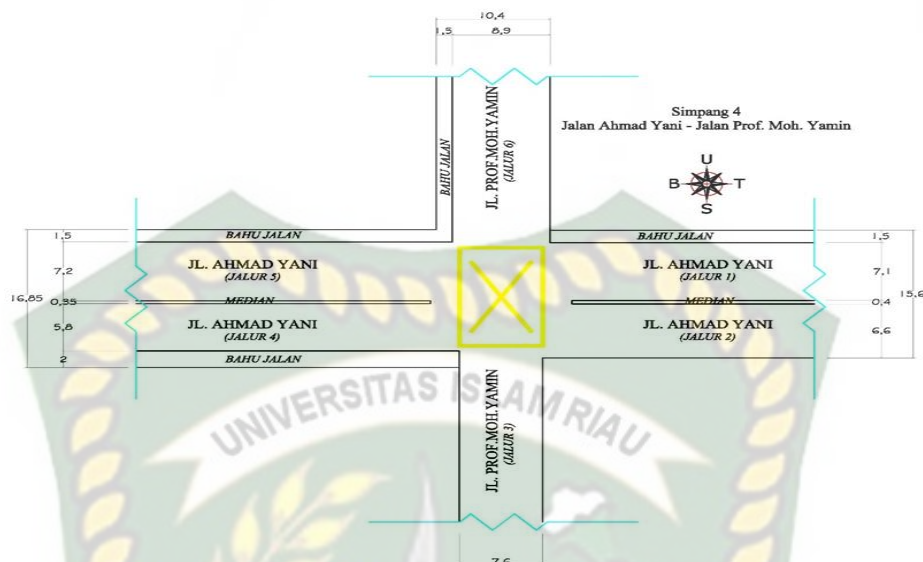 10,4
1,5 8,9
JL. PROF.MOH.YAMIN
(JALUR 6)
BAHU JALAN
Simpang 4
Jalan Ahmad Yani - Jalan Prof. Moh. Yamin
U
B T
S
1,5 BAHU JALAN BAHU JALAN 1,5
7,2 JL. AHMAD YANI JL. AHMAD YANI 7,1
(JALUR 5) (JALUR 1)
16,85 0,35 MEDIAN MEDIAN 0,4 15,6
5,8 JL. AHMAD YANI JL. AHMAD YANI 6,6
(JALUR 4) (JALUR 2)
2 BAHU JALAN
JL. PROF.MOH.YAMIN
(JALUR 3)
UNIVERSITAS ISLAM RIAU
7,6